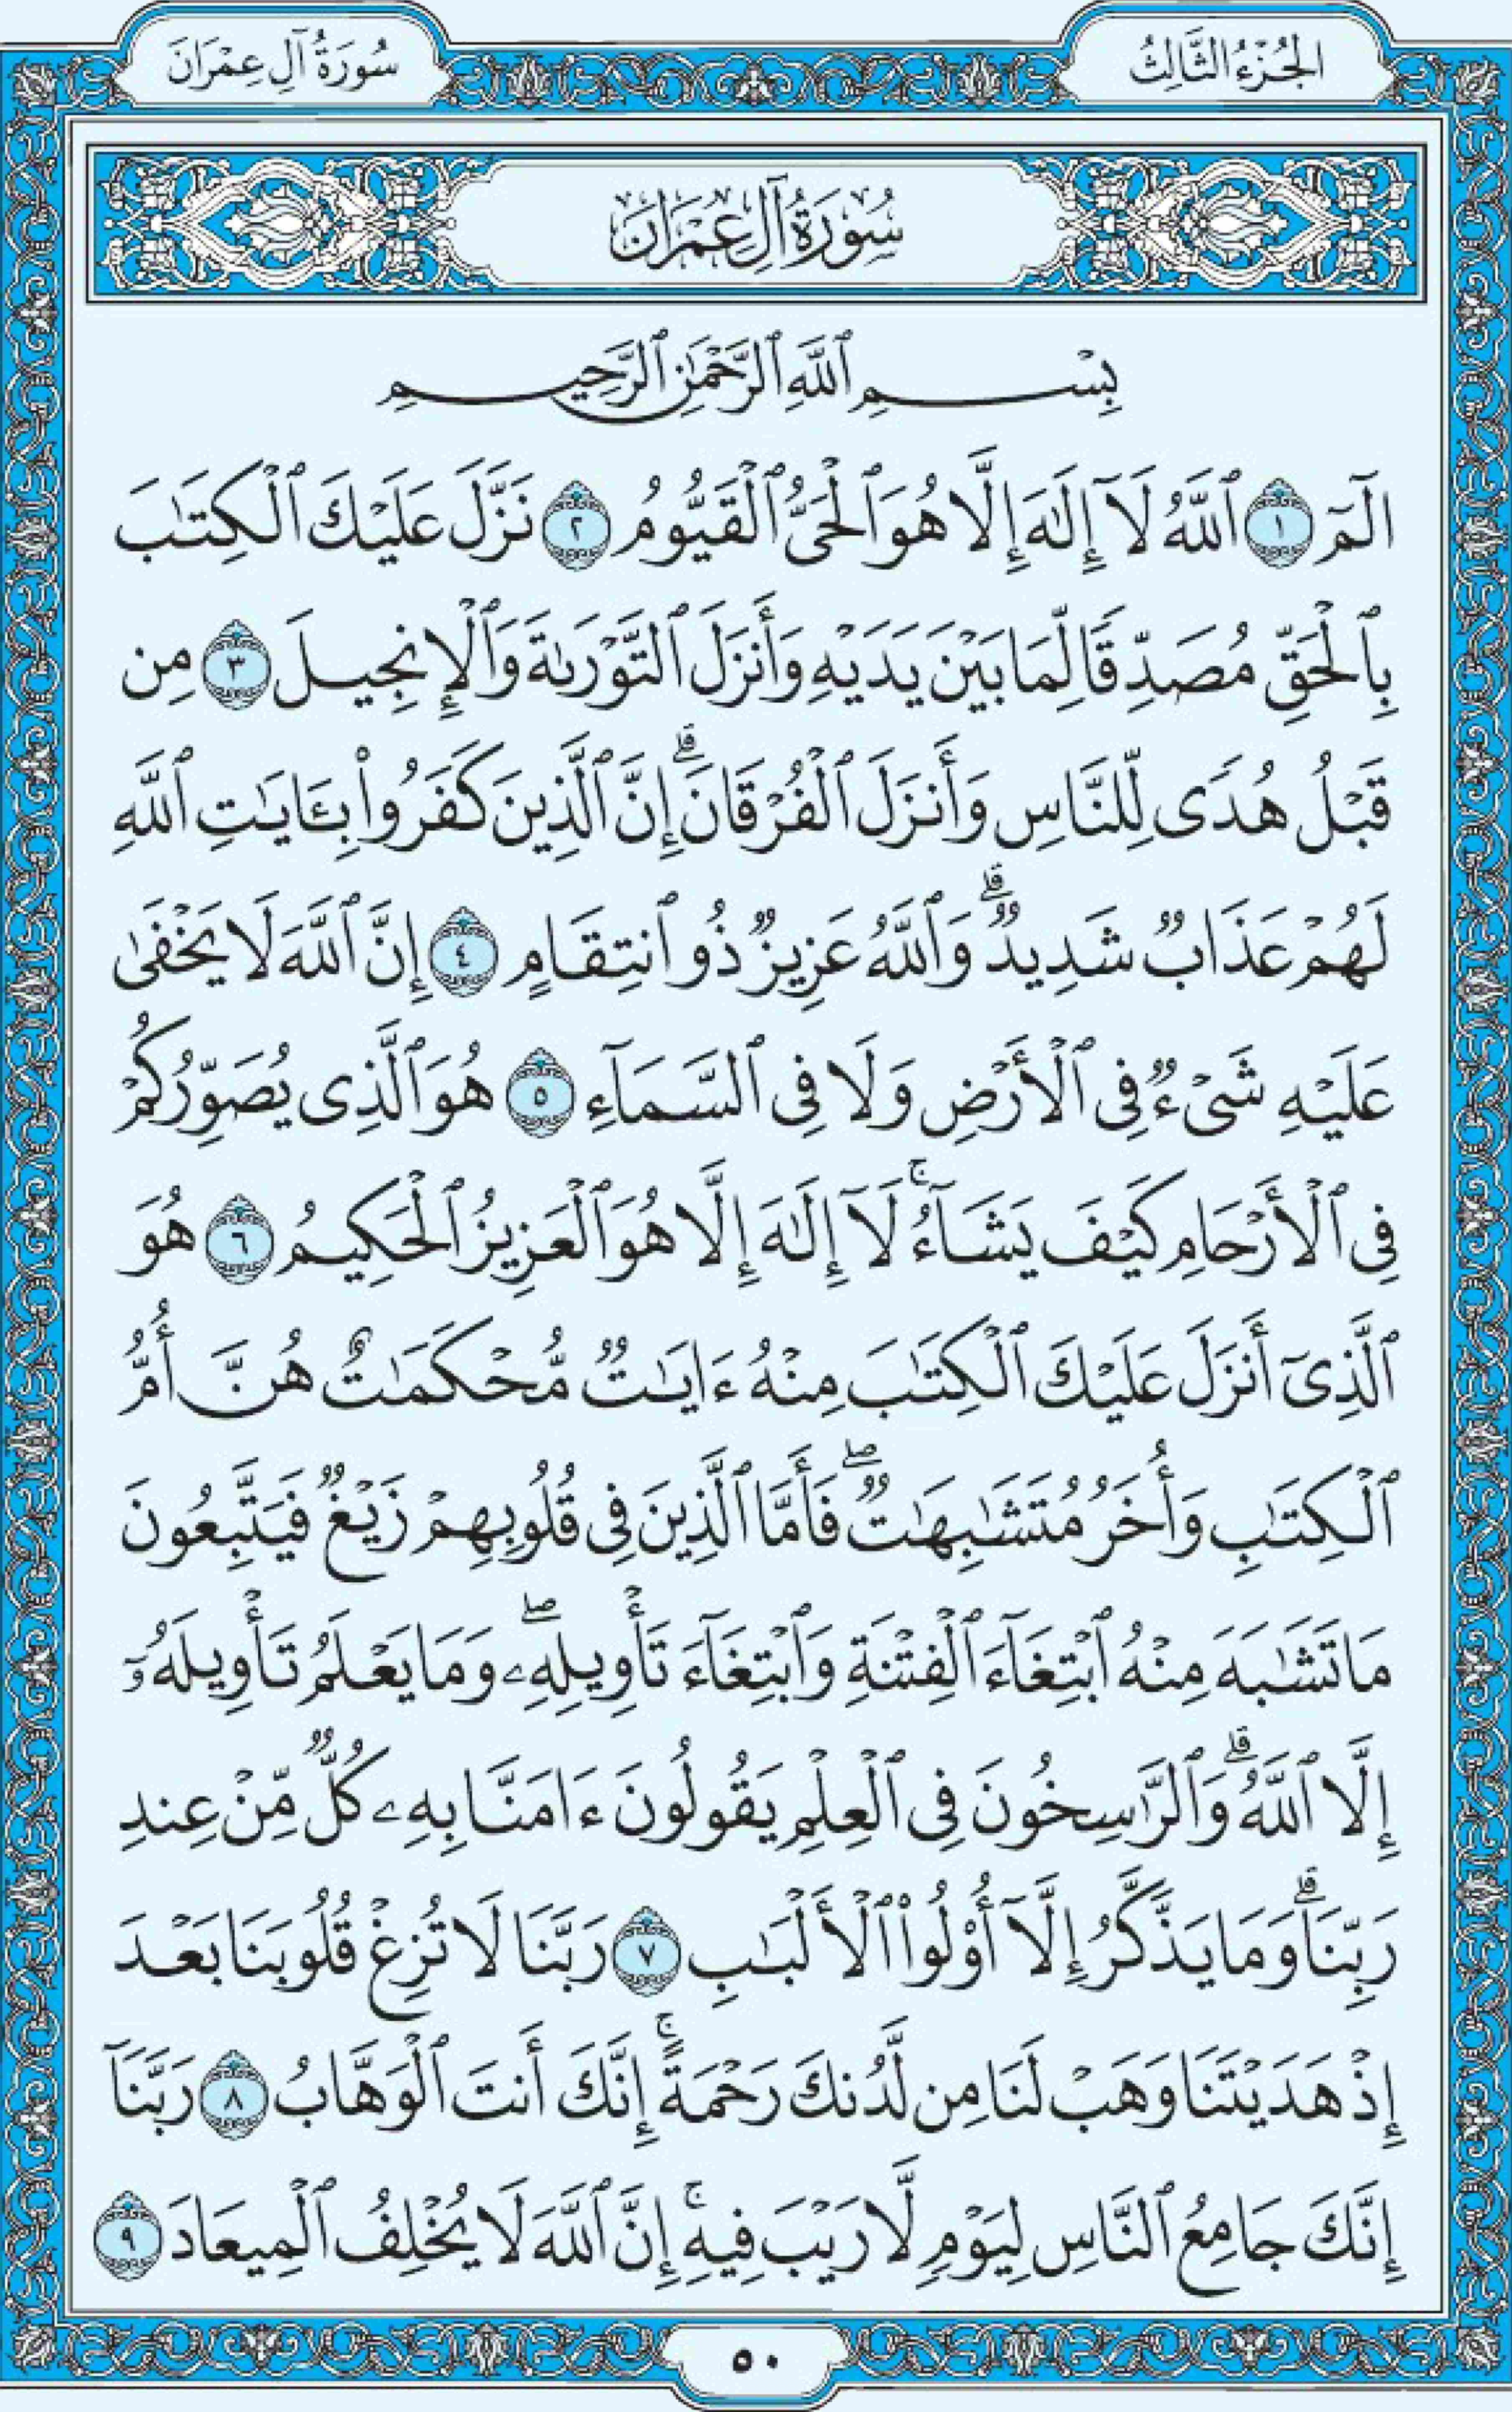 الجُزْءُ الثَّالِثُ
سُورَةُ آلِ عِمْرَانَ
سُورَةُ آلِ عِمْرَانَ
بِسْمِ ٱللَّهِ ٱلرَّحْمَٰنِ ٱلرَّحِيمِ
الٓمٓ ١ ٱللَّهُ لَآ إِلَٰهَ إِلَّا هُوَ ٱلْحَىُّ ٱلْقَيُّومُ ٢ نَزَّلَ عَلَيْكَ ٱلْكِتَٰبَ
بِٱلْحَقِّ مُصَدِّقًا لِّمَا بَيْنَ يَدَيْهِ وَأَنزَلَ ٱلتَّوْرَىٰةَ وَٱلْإِنجِيلَ ٣ مِن
قَبْلُ هُدًى لِّلنَّاسِ وَأَنزَلَ ٱلْفُرْقَانَ ۗ إِنَّ ٱلَّذِينَ كَفَرُوا۟ بِـَٔايَٰتِ ٱللَّهِ
لَهُمْ عَذَابٌ شَدِيدٌ ۗ وَٱللَّهُ عَزِيزٌ ذُو ٱنتِقَامٍ ٤ إِنَّ ٱللَّهَ لَا يَخْفَىٰ
عَلَيْهِ شَىْءٌ فِى ٱلْأَرْضِ وَلَا فِى ٱلسَّمَآءِ ٥ هُوَ ٱلَّذِى يُصَوِّرُكُمْ
فِى ٱلْأَرْحَامِ كَيْفَ يَشَآءُ ۚ لَآ إِلَٰهَ إِلَّا هُوَ ٱلْعَزِيزُ ٱلْحَكِيمُ ٦ هُوَ
ٱلَّذِىٓ أَنزَلَ عَلَيْكَ ٱلْكِتَٰبَ مِنْهُ ءَايَٰتٌ مُّحْكَمَٰتٌ هُنَّ أُمُّ
ٱلْكِتَٰبِ وَأُخَرُ مُتَشَٰبِهَٰتٌ ۖ فَأَمَّا ٱلَّذِينَ فِى قُلُوبِهِمْ زَيْغٌ فَيَتَّبِعُونَ
مَا تَشَٰبَهَ مِنْهُ ٱبْتِغَآءَ ٱلْفِتْنَةِ وَٱبْتِغَآءَ تَأْوِيلِهِۦ ۖ وَمَا يَعْلَمُ تَأْوِيلَهُۥٓ
إِلَّا ٱللَّهُ ۗ وَٱلرَّٰسِخُونَ فِى ٱلْعِلْمِ يَقُولُونَ ءَامَنَّا بِهِۦ كُلٌّ مِّنْ عِندِ
رَبِّنَا ۗ وَمَا يَذَّكَّرُ إِلَّآ أُو۟لُوا۟ ٱلْأَلْبَٰبِ ٧ رَبَّنَا لَا تُزِغْ قُلُوبَنَا بَعْدَ
إِذْ هَدَيْتَنَا وَهَبْ لَنَا مِن لَّدُنكَ رَحْمَةً ۚ إِنَّكَ أَنتَ ٱلْوَهَّابُ ٨ رَبَّنَآ
إِنَّكَ جَامِعُ ٱلنَّاسِ لِيَوْمٍ لَّا رَيْبَ فِيهِ ۚ إِنَّ ٱللَّهَ لَا يُخْلِفُ ٱلْمِيعَادَ ٩
٥٠